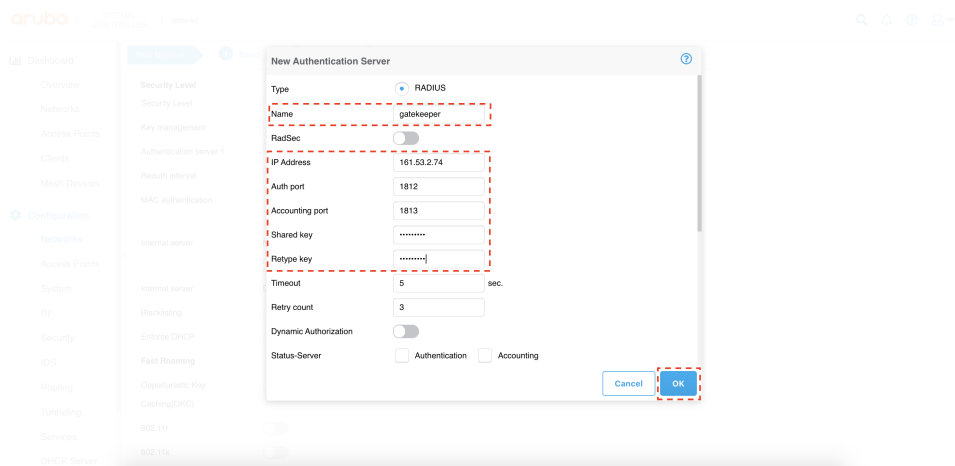 aruba
Dashboard
Overview
Networks
Access Points
Clients
Mesh Devices
Configuration
Networks
Access Points
System
RF
Security
IDS
Routing
Tunneling
Services
DHCP Server
Security Level
Security Level
Key management
Authentication server 1
Reauth interval
MAC authentication
Internal server
Internal server
Blacklisting
Enforce DHCP
Fast Roaming
Opportunistic Key
Caching(OKC)
802.11r
802.11k
New Authentication Server
Type RADIUS
Name gatekeeper
RadSec
IP Address 161.53.2.74
Auth port 1812
Accounting port 1813
Shared key •••••••••
Retype key •••••••••
Timeout 5 sec.
Retry count 3
Dynamic Authorization
Status-Server Authentication Accounting
Cancel OK